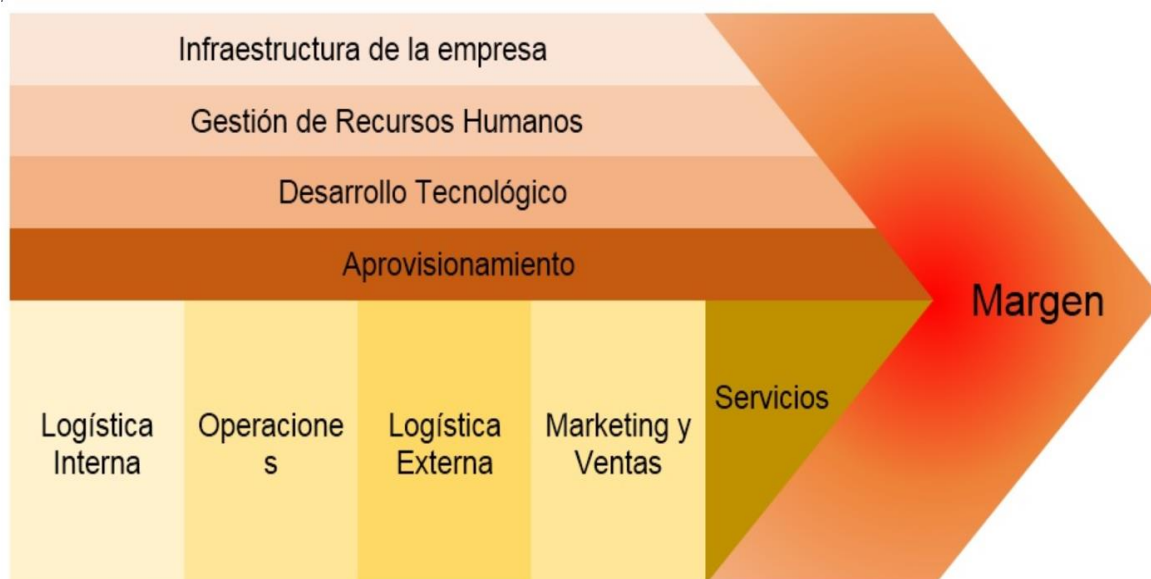 Infraestructura de la empresa
Gestión de Recursos Humanos
Desarrollo Tecnológico
Aprovisionamiento
Margen
Logística
Interna
Operacione
s
Logística
Externa
Marketing y
Ventas
Servicios